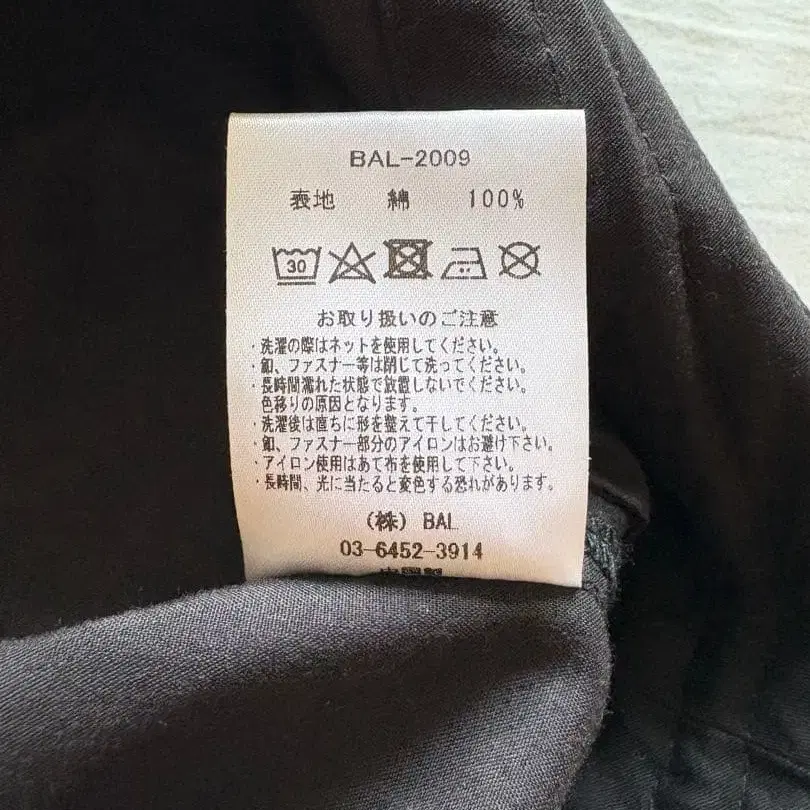 BAL-2009
表地 綿 100%
30
お取り扱いのご注意
・洗濯の際はネットを使用してください。
・釦、ファスナー等は閉じて洗ってください。
・長時間濡れた状態で放置しないでください。
色移りの原因となります。
・洗濯後は直ちに形を整えて干してください。
・釦、ファスナー部分のアイロンはお避け下さい。
・アイロン使用はあて布を使用して下さい。
・長時間、光に当たると変色する恐れがあります。
(株) BAL
03-6452-3914